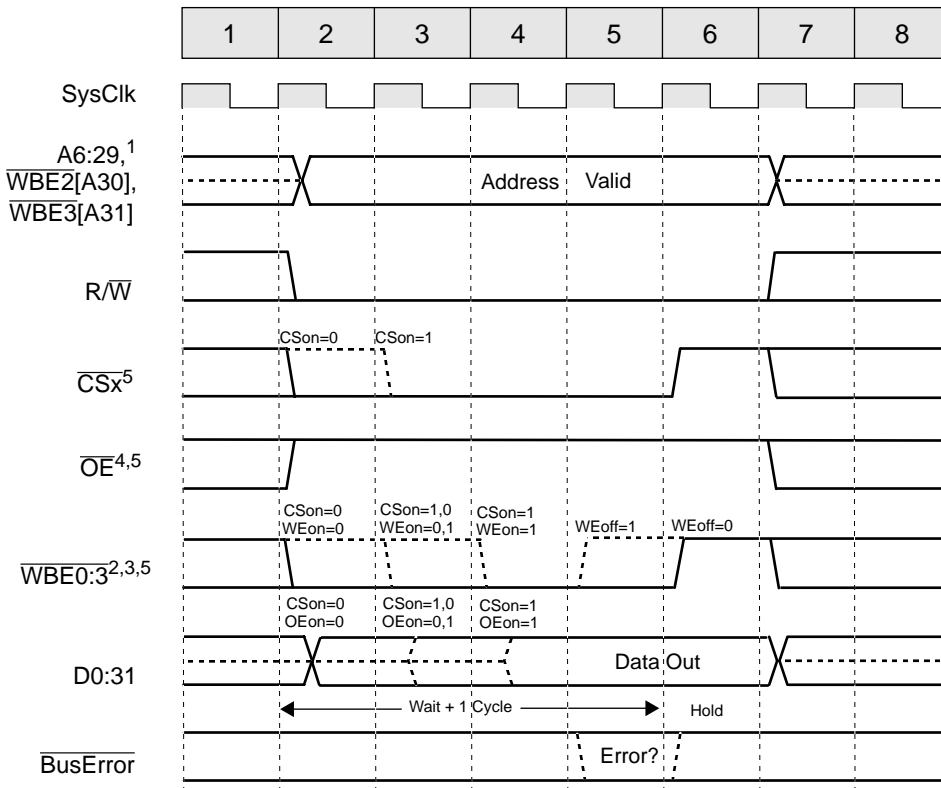 1 2 3 4 5 6 7 8
SysClk
A6:29,1
WBE2[A30],
WBE3[A31]
Address Valid
R/W
CSon=0 CSon=1
CSx5
OE4,5
CSon=0 CSon=1,0 CSon=1
WEon=0 WEon=0,1 WEon=1 WEoff=1 WEoff=0
WBE0:32,3,5
CSon=0 CSon=1,0 CSon=1
OEon=0 OEon=0,1 OEon=1
D0:31
Data Out
Wait + 1 Cycle Hold
BusError
Error?